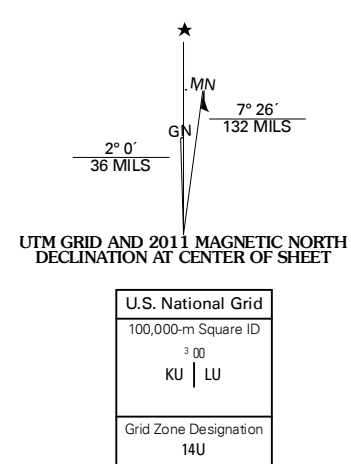 MN
GN
7° 26´
132 MILS
2° 0´
36 MILS
UTM GRID AND 2011 MAGNETIC NORTH
DECLINATION AT CENTER OF SHEET
U.S. National Grid
100,000-m Square ID
3 00
KU LU
Grid Zone Designation
14U